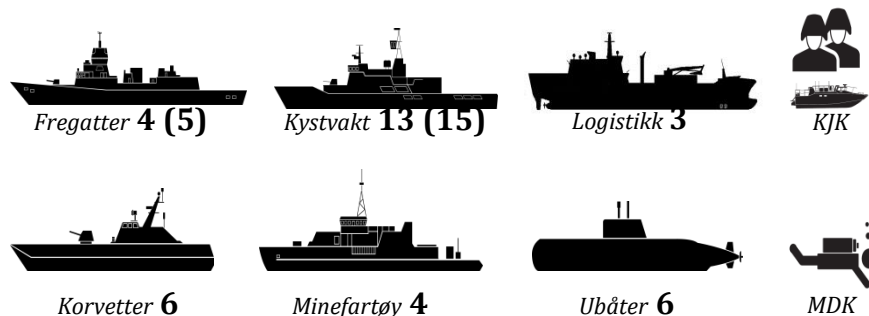 Fregatter 4 (5)
Kystvakt 13 (15)
Logistikk 3
KJK
Korvetter 6
Minefartøy 4
Ubåter 6
MDK